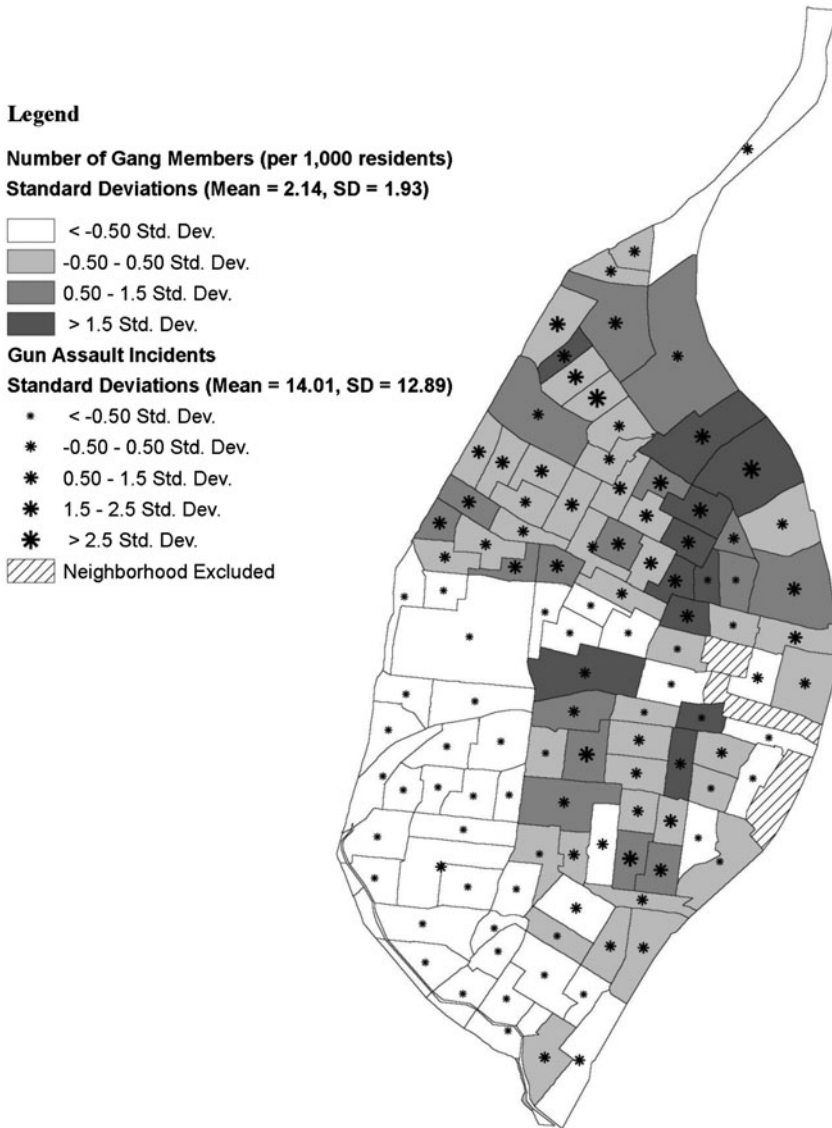 Legend
Number of Gang Members (per 1,000 residents)
Standard Deviations (Mean = 2.14, SD = 1.93)
< -0.50 Std. Dev.
-0.50 - 0.50 Std. Dev.
0.50 - 1.5 Std. Dev.
> 1.5 Std. Dev.
Gun Assault Incidents
Standard Deviations (Mean = 14.01, SD = 12.89)
< -0.50 Std. Dev.
-0.50 - 0.50 Std. Dev.
0.50 - 1.5 Std. Dev.
1.5 - 2.5 Std. Dev.
> 2.5 Std. Dev.
Neighborhood Excluded